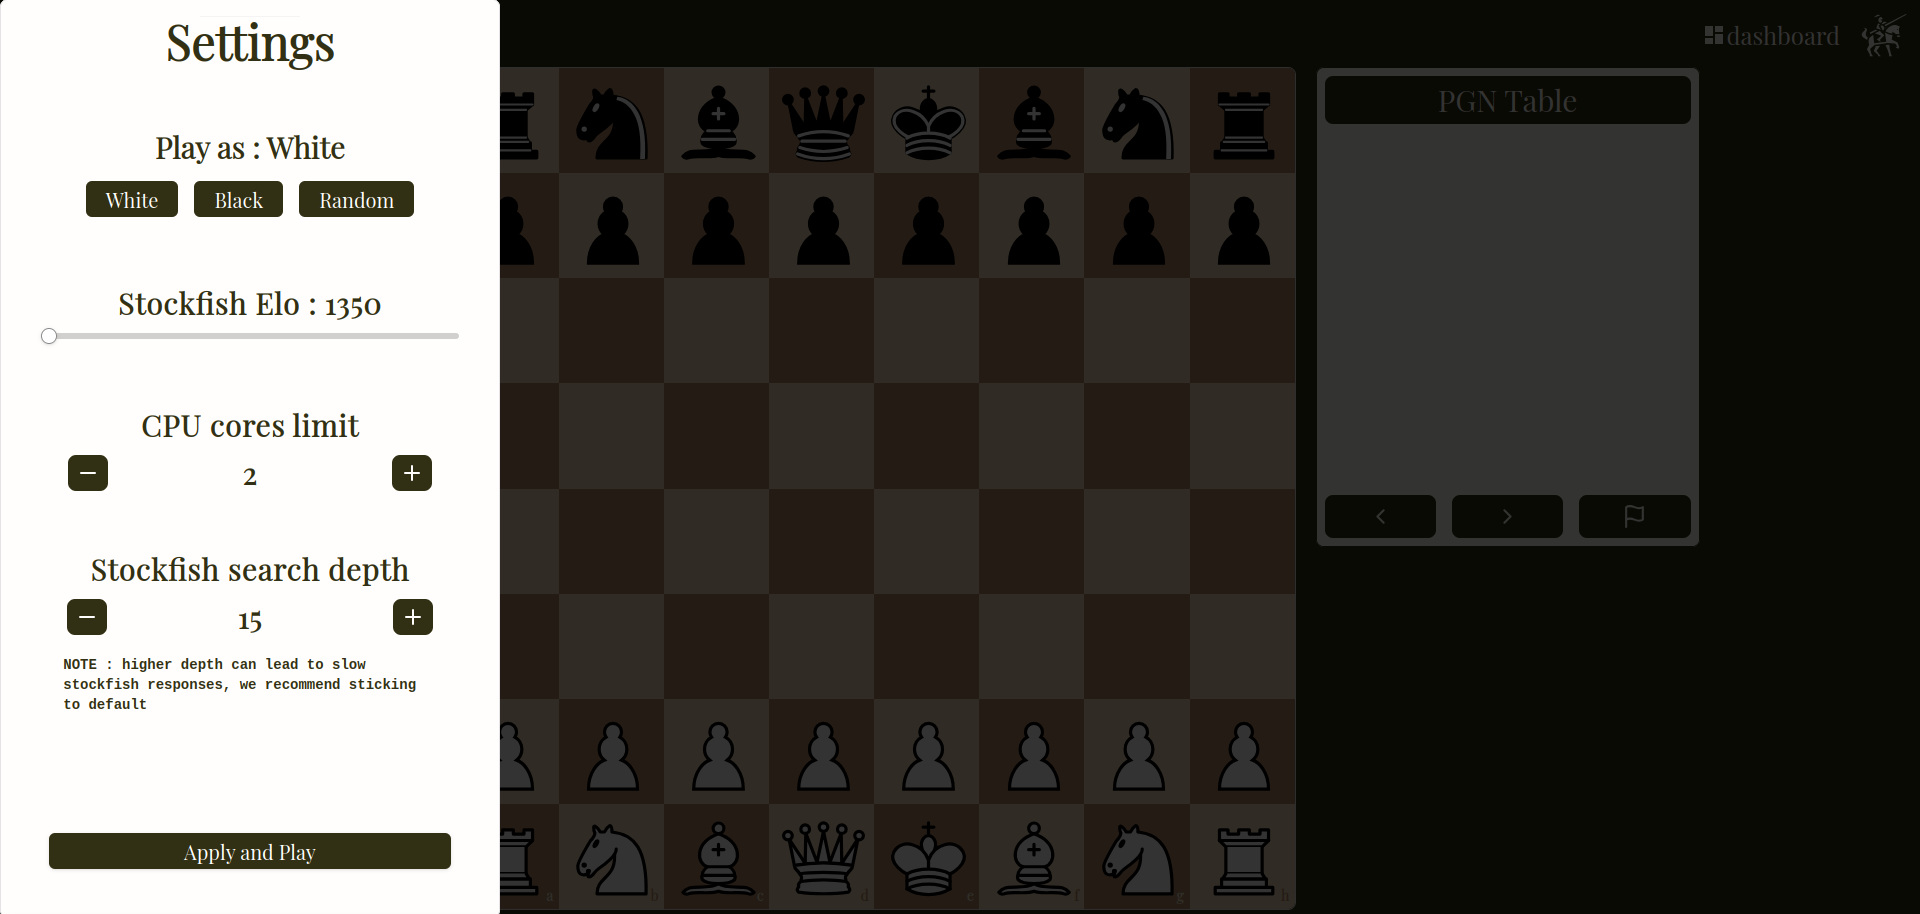 Settings
Play as : White
White Black Random
Stockfish Elo : 1350
CPU cores limit
2
Stockfish search depth
15
NOTE : higher depth can lead to slow
stockfish responses, we recommend sticking
to default
Apply and Play
dashboard
PGN Table
a b c d e f g h